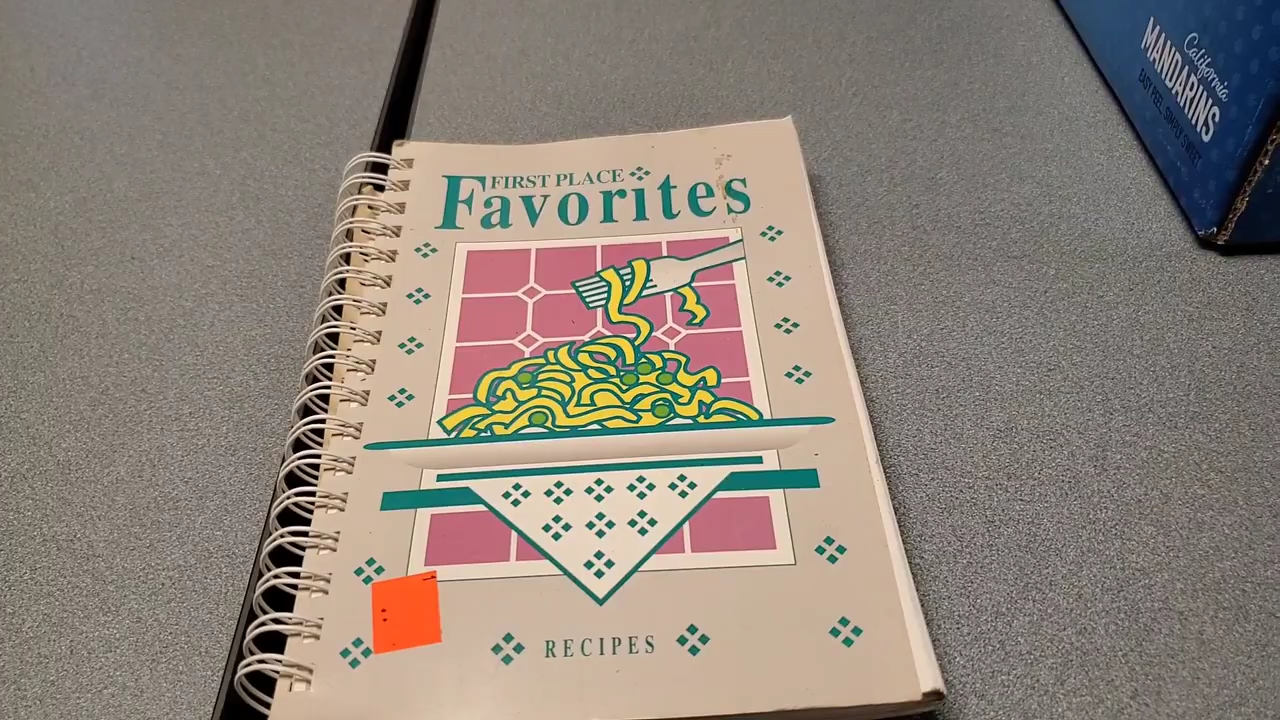 FIRST PLACE
Favorites
RECIPES
California
MANDARINS
EASY PEEL, SIMPLY SWEET